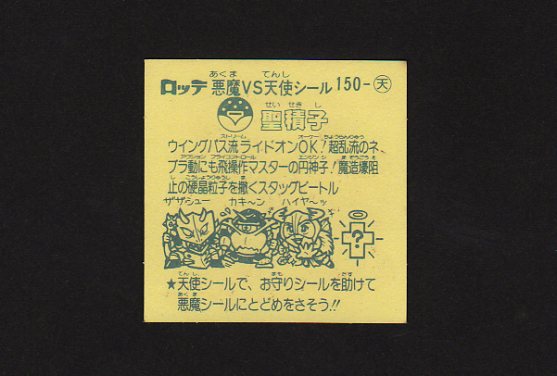 ロッテ 悪魔VS天使シール 150-天
聖積子
ウイングパス流ライドオンOK!超乱流のネ、
ブラ動にも飛操作マスターの円神子!魔造爆阻
止の硬晶粒子を撒くスタッグビートル
ザザシュー カキ〜ン ハイヤ〜ッ
?
★天使シールで、お守りシールを助けて
悪魔シールにとどめをさそう!!